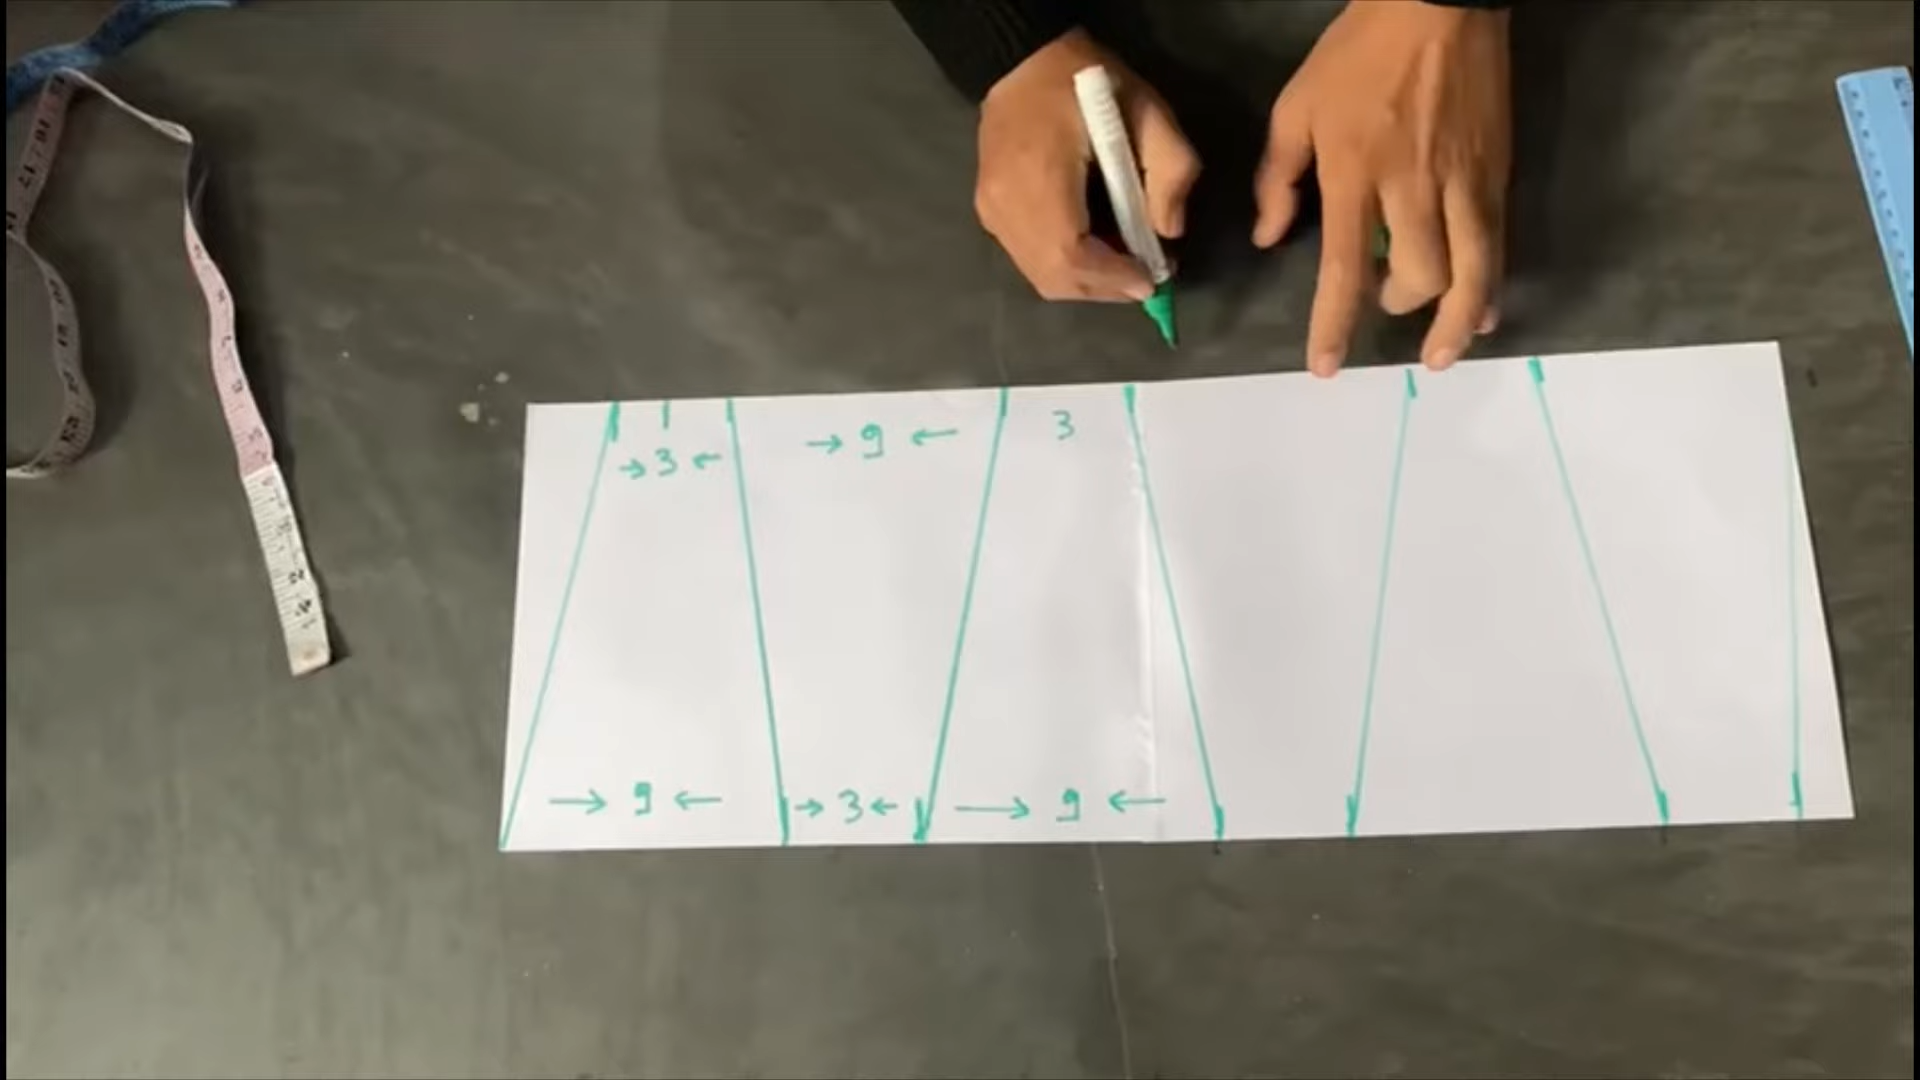 → 3 ← → 9 ← 3
→ 9 ← → 3 ← → 9 ←